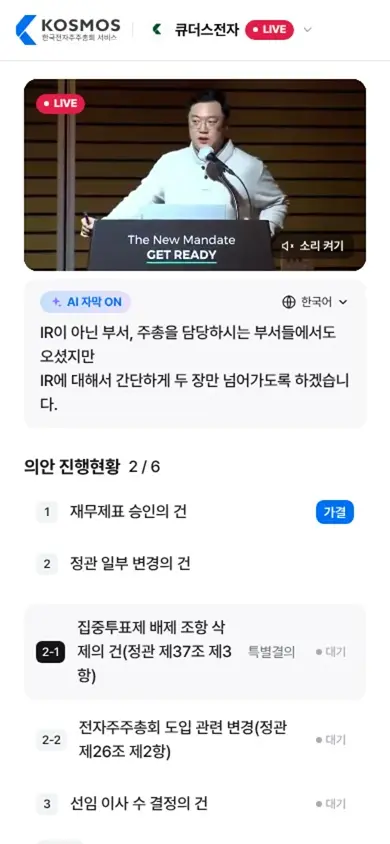 KOSMOS
한국전자주주총회 서비스
큐더스전자
LIVE
LIVE
The New Mandate
GET READY
소리 켜기
AI 자막 ON
한국어
IR이 아닌 부서, 주총을 담당하시는 부서들에서도
오셨지만
IR에 대해서 간단하게 두 장만 넘어가도록 하겠습니
다.
의안 진행현황 2 / 6
1 재무제표 승인의 건 가결
2 정관 일부 변경의 건
집중투표제 배제 조항 삭
2-1 제의 건(정관 제37조 제3 특별결의 대기
항)
전자주주총회 도입 관련 변경(정관
2-2 제26조 제2항) 대기
3 선임 이사 수 결정의 건 대기